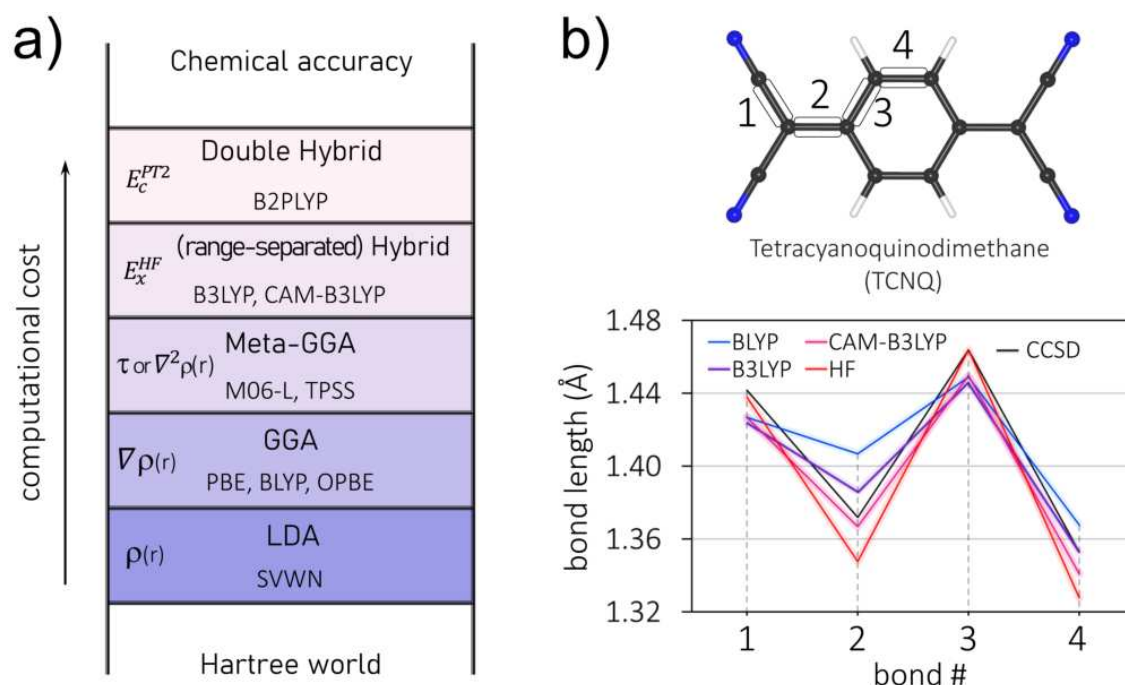 a)
Chemical accuracy
computational cost
Double Hybrid
E_c^{PT2}
B2PLYP
(range-separated) Hybrid
E_x^{HF}
B3LYP, CAM-B3LYP
Meta-GGA
τ or ∇²ρ(r)
M06-L, TPSS
GGA
∇ρ(r)
PBE, BLYP, OPBE
LDA
ρ(r)
SVWN
Hartree world
b)
4
1 2 3
Tetracyanoquinodimethane
(TCNQ)
BLYP CAM-B3LYP CCSD
B3LYP HF
bond length (Å)
1.48
1.44
1.40
1.36
1.32
1 2 3 4
bond #